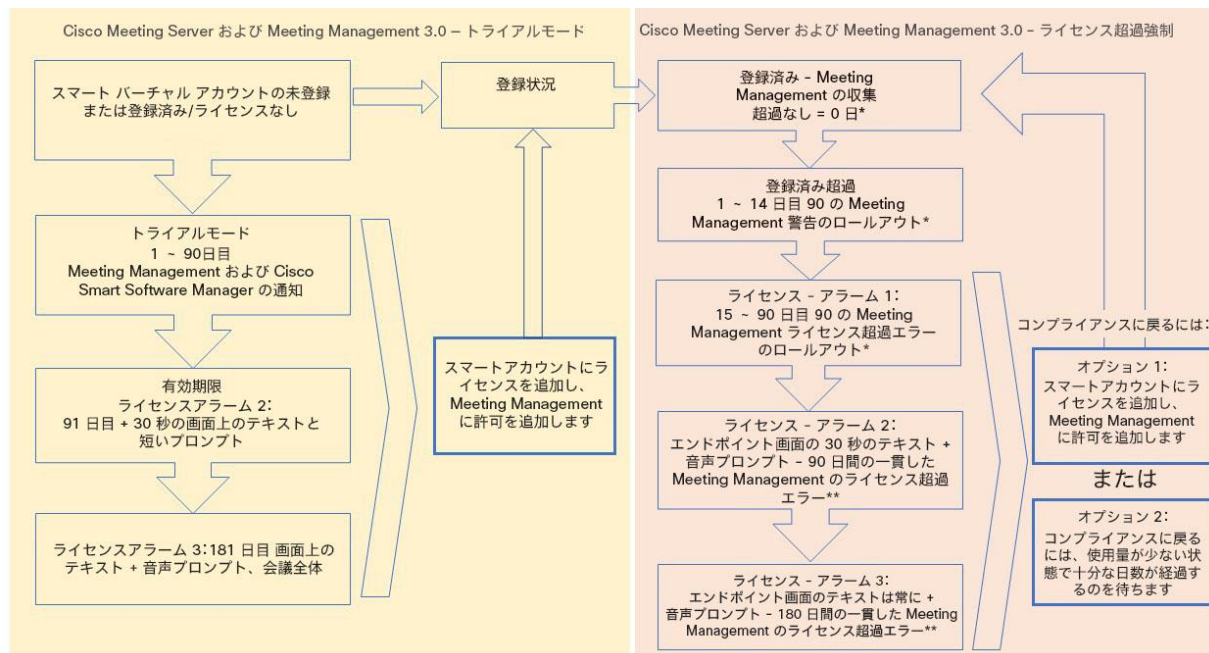 Cisco Meeting Server および Meeting Management 3.0 – トライアルモード
スマート バーチャル アカウントの未登録
または登録済み/ライセンスなし
登録状況
トライアルモード
1 ~ 90日目
Meeting Management および Cisco
Smart Software Manager の通知
有効期限
ライセンスアラーム 2:
91 日目 + 30 秒の画面上のテキストと
短いプロンプト
ライセンスアラーム 3:181 日目 画面上の
テキスト + 音声プロンプト、会議全体
スマートアカウントにラ
イセンスを追加し、
Meeting Management
に許可を追加します
Cisco Meeting Server および Meeting Management 3.0 - ライセンス超過強制
登録済み - Meeting
Management の収集
超過なし = 0 日*
登録済み超過
1 ~ 14 日目 90 の Meeting
Management 警告のロールアウト*
ライセンス - アラーム 1:
15 ~ 90 日目 90 の Meeting
Management ライセンス超過エラー
のロールアウト*
ライセンス - アラーム 2:
エンドポイント画面の 30 秒のテキスト +
音声プロンプト - 90 日間の一貫した
Meeting Management のライセンス超過
エラー**
ライセンス - アラーム 3:
エンドポイント画面のテキストは常に +
音声プロンプト - 180 日間の一貫した Meeting
Management のライセンス超過エラー**
コンプライアンスに戻るには:
オプション 1:
スマートアカウントにラ
イセンスを追加し、
Meeting Management
に許可を追加します
または
オプション 2:
コンプライアンスに戻る
には、使用量が少ない状
態で十分な日数が経過す
るのを待ちます